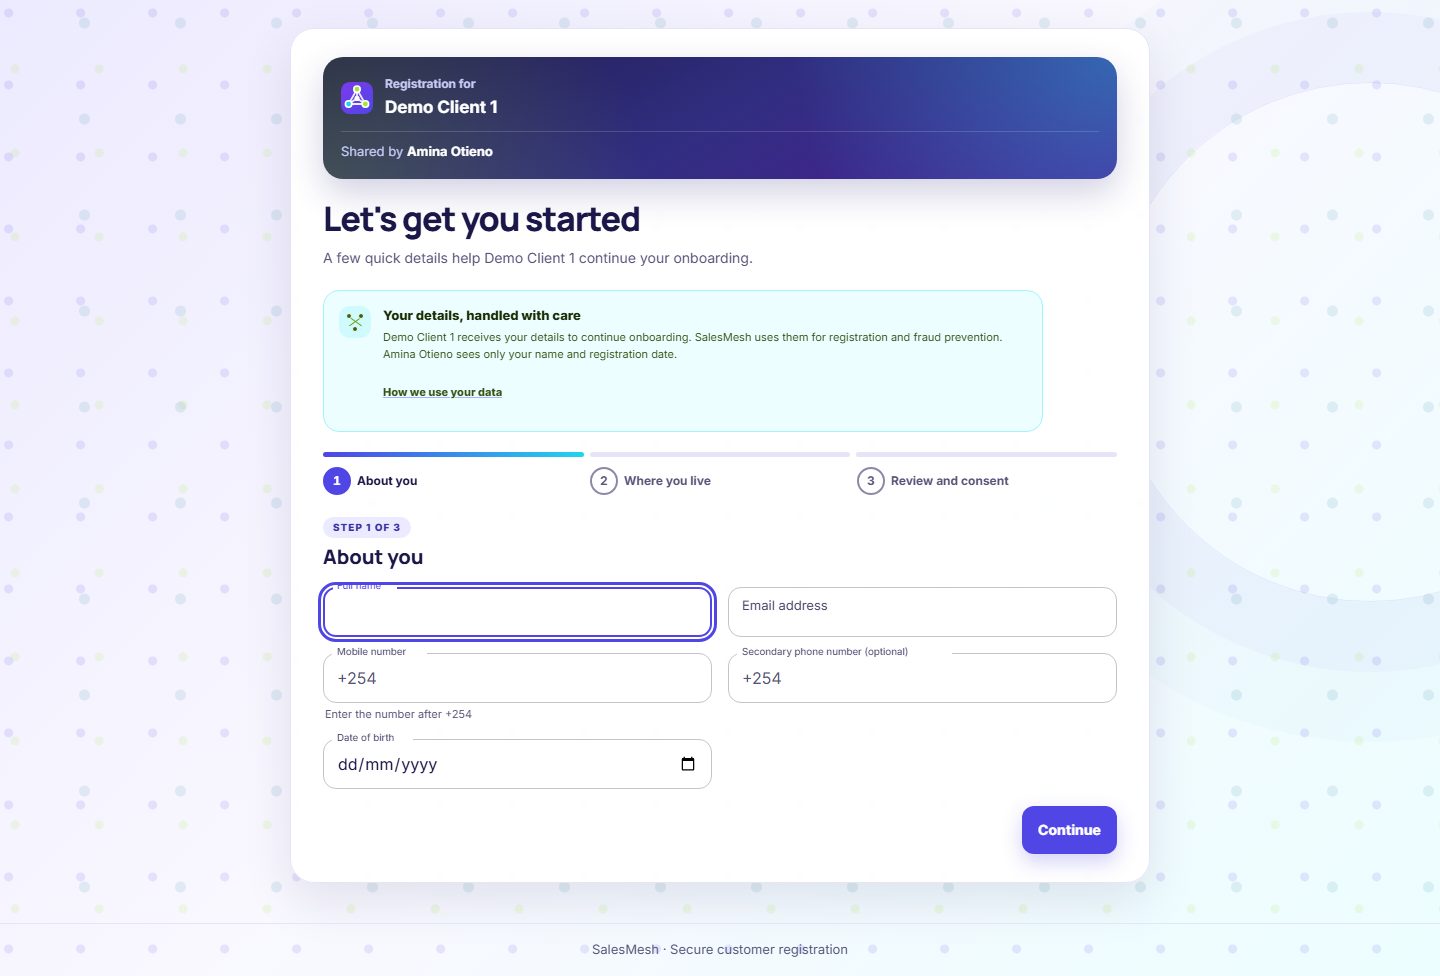 Registration for
Demo Client 1
Shared by Amina Otieno
Let's get you started
A few quick details help Demo Client 1 continue your onboarding.
Your details, handled with care
Demo Client 1 receives your details to continue onboarding. SalesMesh uses them for registration and fraud prevention.
Amina Otieno sees only your name and registration date.
How we use your data
1 About you
2 Where you live
3 Review and consent
STEP 1 OF 3
About you
Full name
Email address
Mobile number
+254
Secondary phone number (optional)
+254
Enter the number after +254
Date of birth
dd/mm/yyyy
Continue
SalesMesh · Secure customer registration